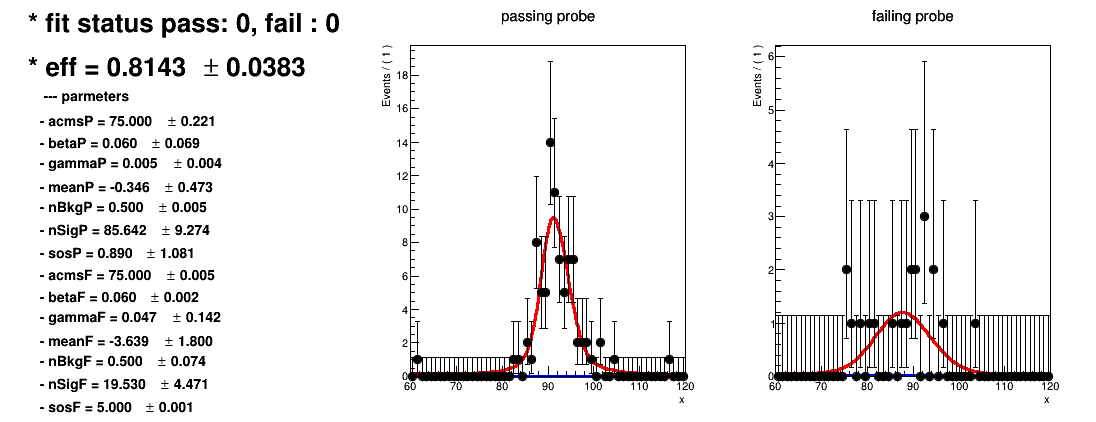 * fit status pass: 0, fail : 0
* eff = 0.8143 ± 0.0383
--- parmeters
- acmsP = 75.000 ± 0.221
- betaP = 0.060 ± 0.069
- gammaP = 0.005 ± 0.004
- meanP = -0.346 ± 0.473
- nBkgP = 0.500 ± 0.005
- nSigP = 85.642 ± 9.274
- sosP = 0.890 ± 1.081
- acmsF = 75.000 ± 0.005
- betaF = 0.060 ± 0.002
- gammaF = 0.047 ± 0.142
- meanF = -3.639 ± 1.800
- nBkgF = 0.500 ± 0.074
- nSigF = 19.530 ± 4.471
- sosF = 5.000 ± 0.001
passing probe
Events / ( 1 )
18
16
14
12
10
8
6
4
2
0
60 70 80 90 100 110 120
x
failing probe
Events / ( 1 )
6
5
4
3
2
1
0
60 70 80 90 100 110 120
x